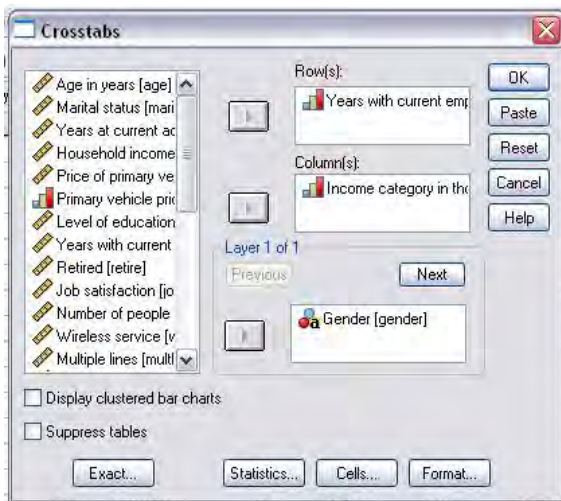 Crosstabs
Age in years [age]
Marital status [mari
Years at current ad
Household income
Price of primary ve
Primary vehicle pric
Level of education
Years with current
Retired [retire]
Job satisfaction [jo
Number of people
Wireless service [w
Multiple lines [multl
Row(s):
Years with current emp
Column(s):
Income category in tho
Layer 1 of 1
Previous
Next
Gender [gender]
OK
Paste
Reset
Cancel
Help
Display clustered bar charts
Suppress tables
Exact...
Statistics...
Cells...
Format...